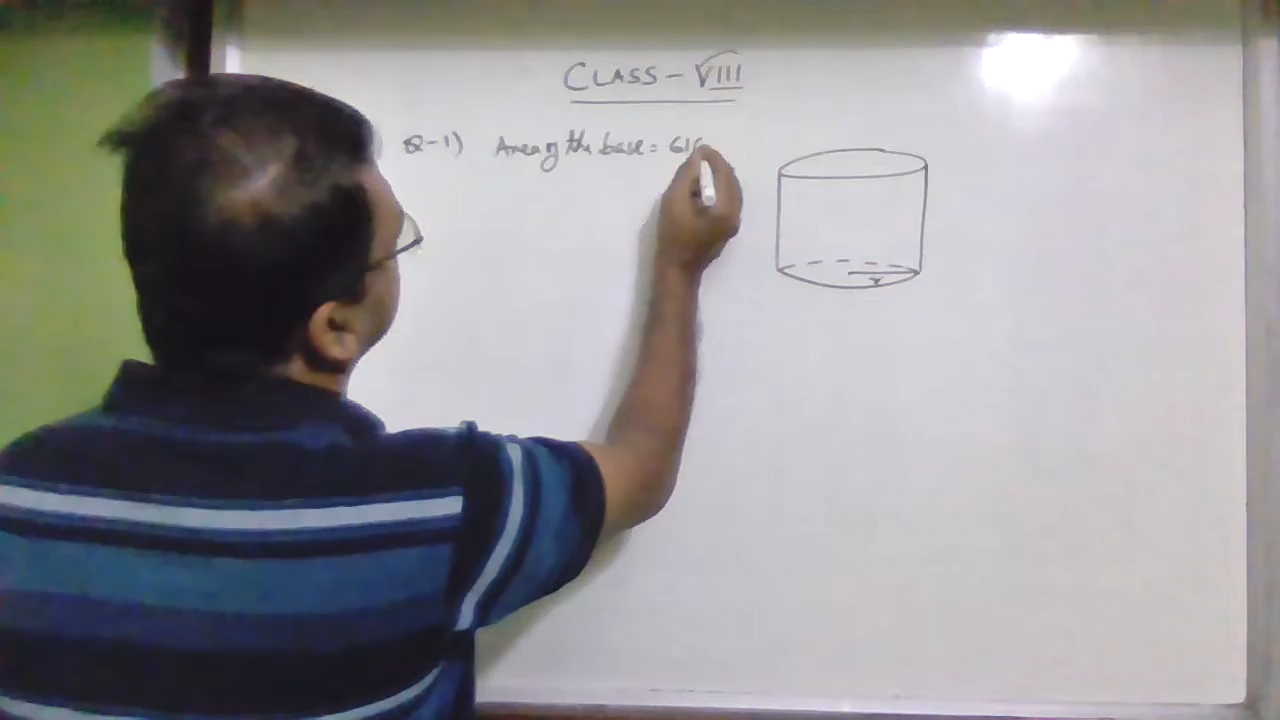 CLASS - VIII
Q-1) Area of the base = 616
r